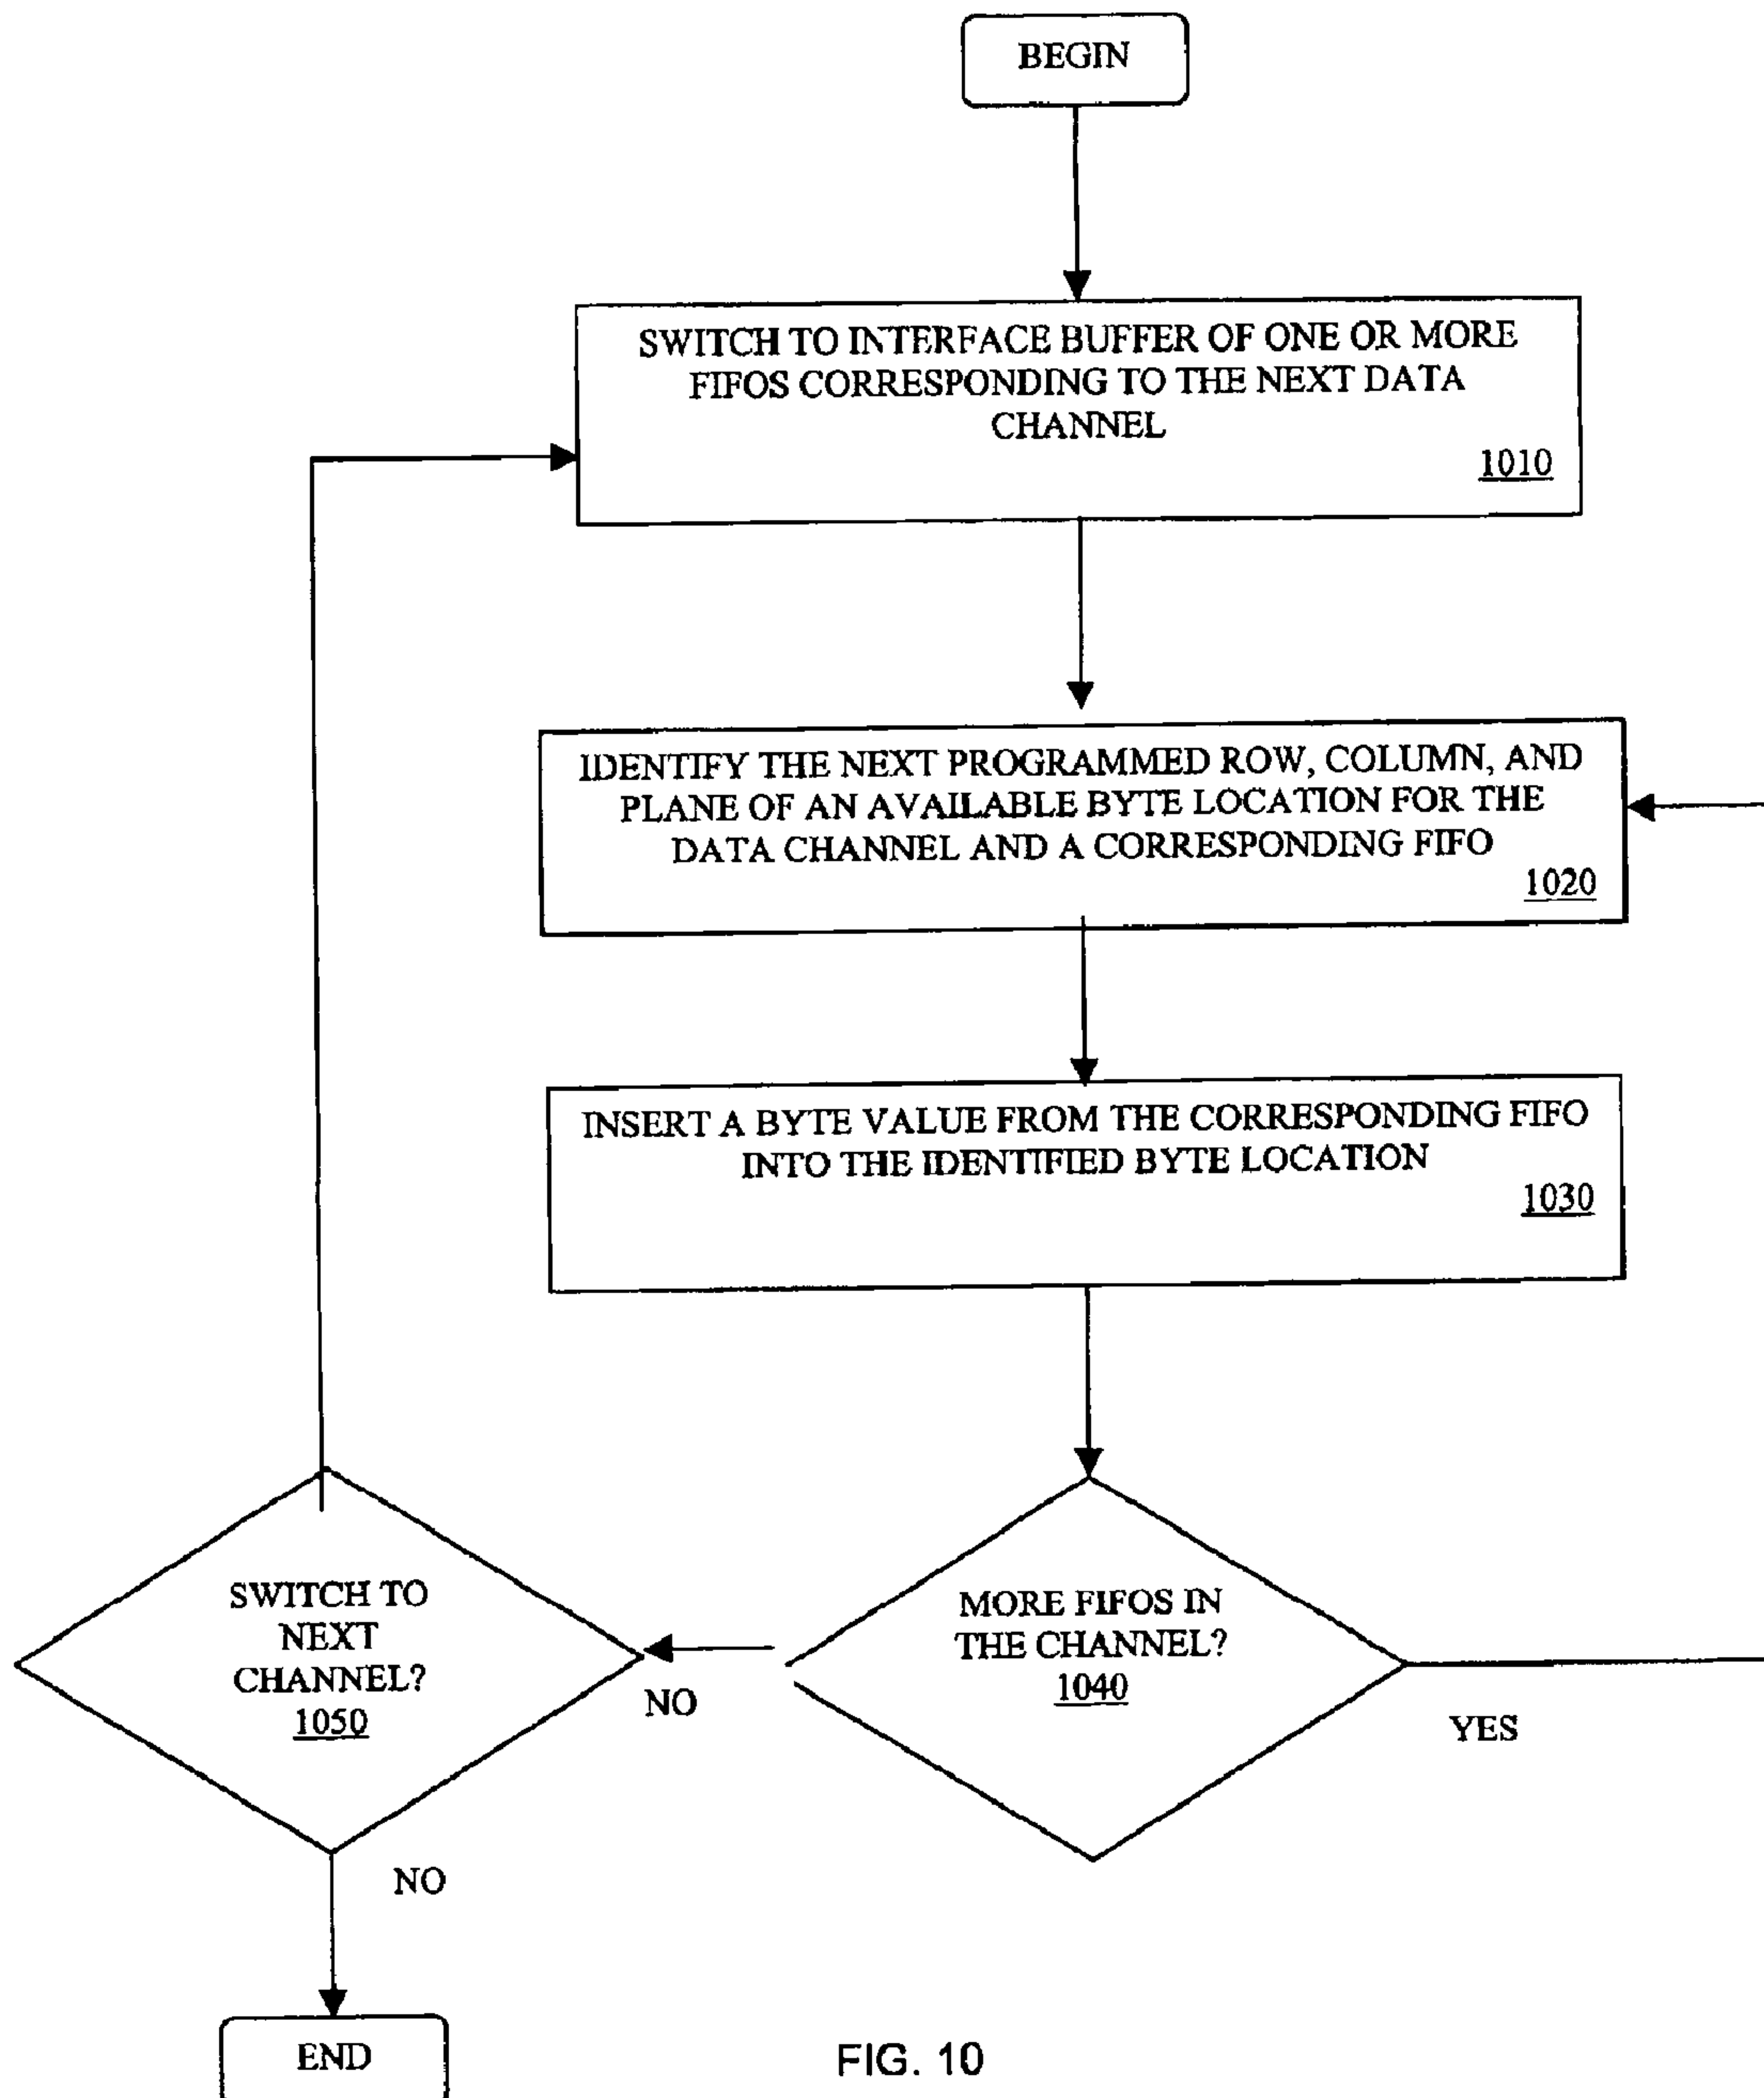 BEGIN
SWITCH TO INTERFACE BUFFER OF ONE OR MORE
FIFOS CORRESPONDING TO THE NEXT DATA
CHANNEL
1010
IDENTIFY THE NEXT PROGRAMMED ROW, COLUMN, AND
PLANE OF AN AVAILABLE BYTE LOCATION FOR THE
DATA CHANNEL AND A CORRESPONDING FIFO
1020
INSERT A BYTE VALUE FROM THE CORRESPONDING FIFO
INTO THE IDENTIFIED BYTE LOCATION
1030
MORE FIFOS IN
THE CHANNEL?
1040
YES
NO
SWITCH TO
NEXT
CHANNEL?
1050
NO
END
FIG. 10